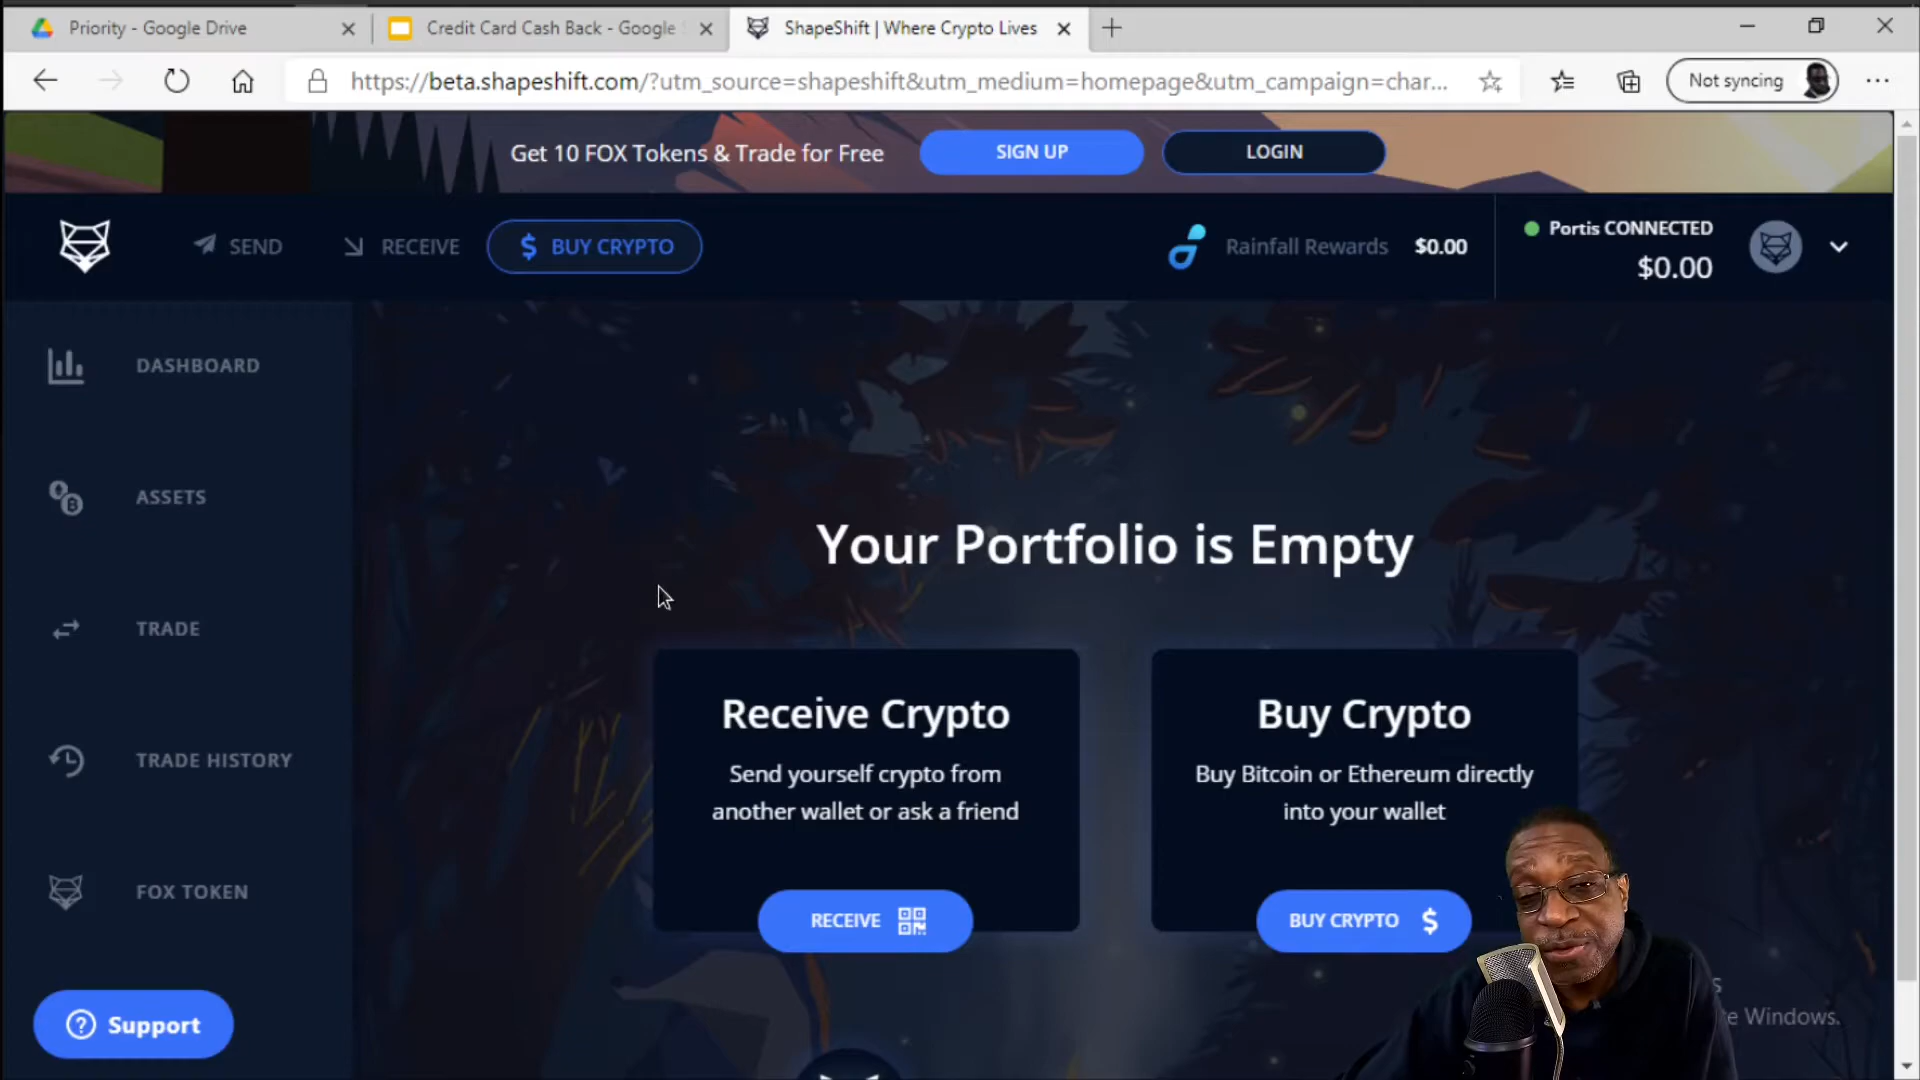 Priority - Google Drive
Credit Card Cash Back - Google S
ShapeShift | Where Crypto Lives
https://beta.shapeshift.com/?utm_source=shapeshift&utm_medium=homepage&utm_campaign=char...
Not syncing
Get 10 FOX Tokens & Trade for Free
SIGN UP
LOGIN
SEND
RECEIVE
$ BUY CRYPTO
Rainfall Rewards $0.00
Portis CONNECTED
$0.00
DASHBOARD
ASSETS
TRADE
TRADE HISTORY
FOX TOKEN
? Support
Your Portfolio is Empty
Receive Crypto
Send yourself crypto from
another wallet or ask a friend
RECEIVE
Buy Crypto
Buy Bitcoin or Ethereum directly
into your wallet
BUY CRYPTO $
Windows.